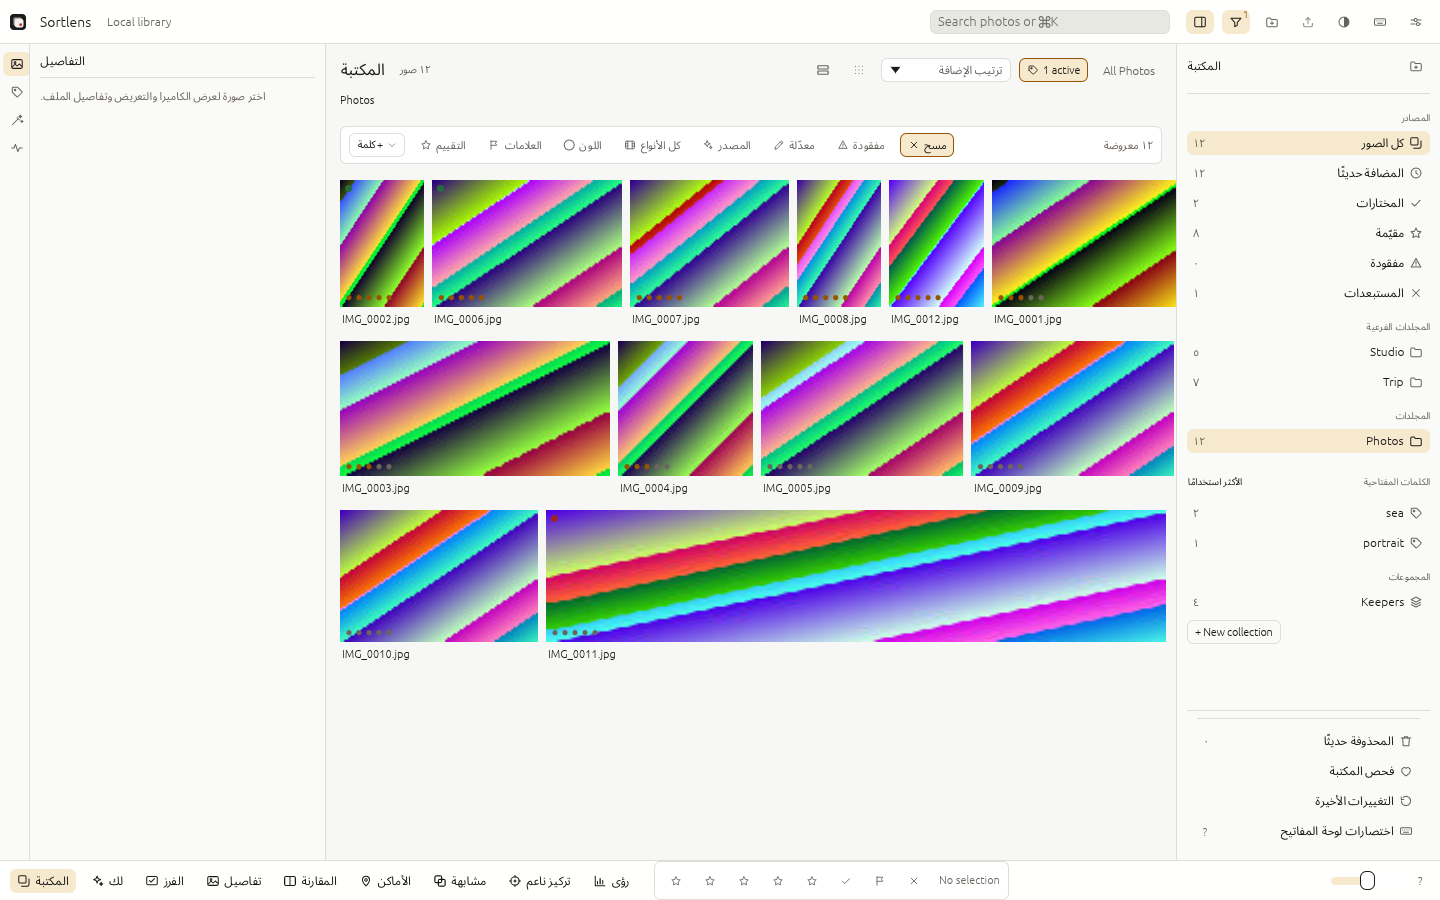 Sortlens
Local library
Search photos or ⌘K
1
التفاصيل
اختر صورة لعرض الكاميرا والتعريض وتفاصيل الملف.
المكتبة
١٢ صور
ترتيب الإضافة
1 active
All Photos
Photos
+ كلمة
التقييم
العلامات
اللون
كل الأنواع
المصدر
معدّلة
مفقودة
مسح
١٢ معروضة
IMG_0002.jpg
IMG_0006.jpg
IMG_0007.jpg
IMG_0008.jpg
IMG_0012.jpg
IMG_0001.jpg
IMG_0003.jpg
IMG_0004.jpg
IMG_0005.jpg
IMG_0009.jpg
IMG_0010.jpg
IMG_0011.jpg
المكتبة
المصادر
كل الصور ١٢
المضافة حديثًا ١٢
المختارات ٢
مقيّمة ٨
مفقودة ٠
المستبعدات ١
المجلدات الفرعية
Studio ٥
Trip ٧
المجلدات
Photos ١٢
الكلمات المفتاحية الأكثر استخدامًا
sea ٢
portrait ١
المجموعات
Keepers ٤
+ New collection
المحذوفة حديثًا ٠
فحص المكتبة
التغييرات الأخيرة
اختصارات لوحة المفاتيح ?
المكتبة
لك
الفرز
تفاصيل
المقارنة
الأماكن
مشابهة
تركيز ناعم
رؤى
No selection
?